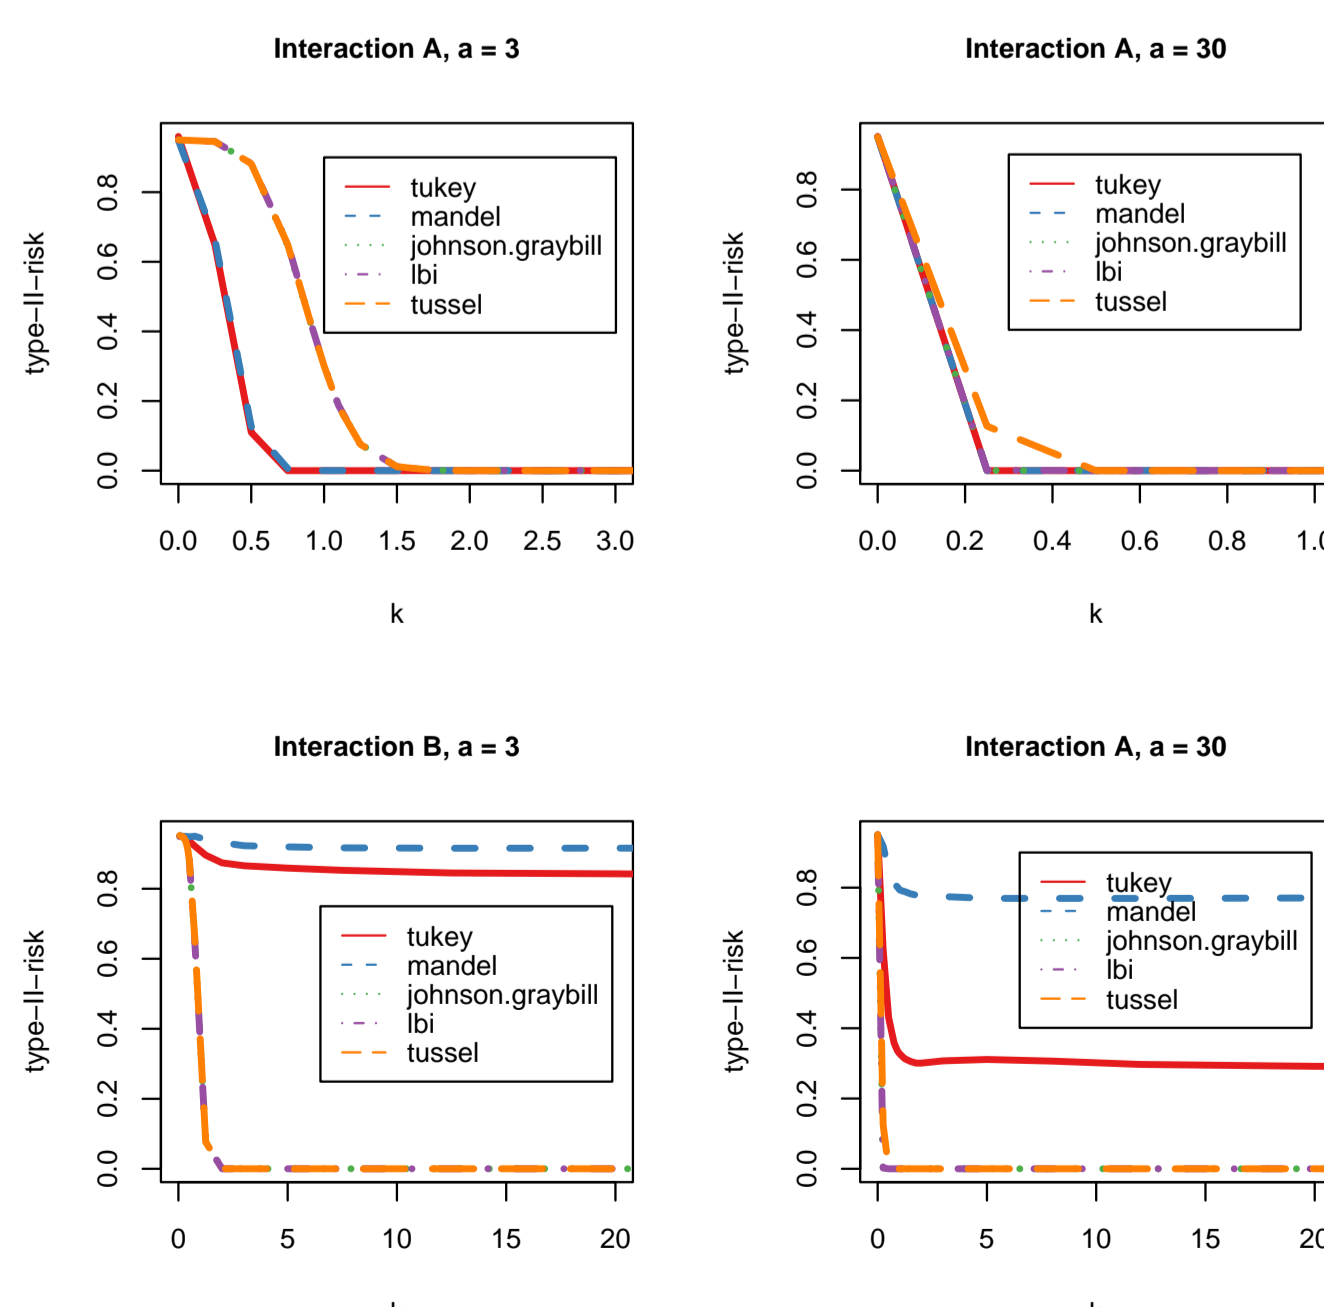 Interaction A, a = 3
type−II−risk
0.0 0.2 0.4 0.6 0.8
tukey
mandel
johnson.graybill
lbi
tussel
0.0 0.5 1.0 1.5 2.0 2.5 3.0
k
Interaction A, a = 30
type−II−risk
0.0 0.2 0.4 0.6 0.8
tukey
mandel
johnson.graybill
lbi
tussel
0.0 0.2 0.4 0.6 0.8 1.0
k
Interaction B, a = 3
type−II−risk
0.0 0.2 0.4 0.6 0.8
tukey
mandel
johnson.graybill
lbi
tussel
0 5 10 15 20
Interaction A, a = 30
type−II−risk
0.0 0.2 0.4 0.6 0.8
tukey
mandel
johnson.graybill
lbi
tussel
0 5 10 15 20